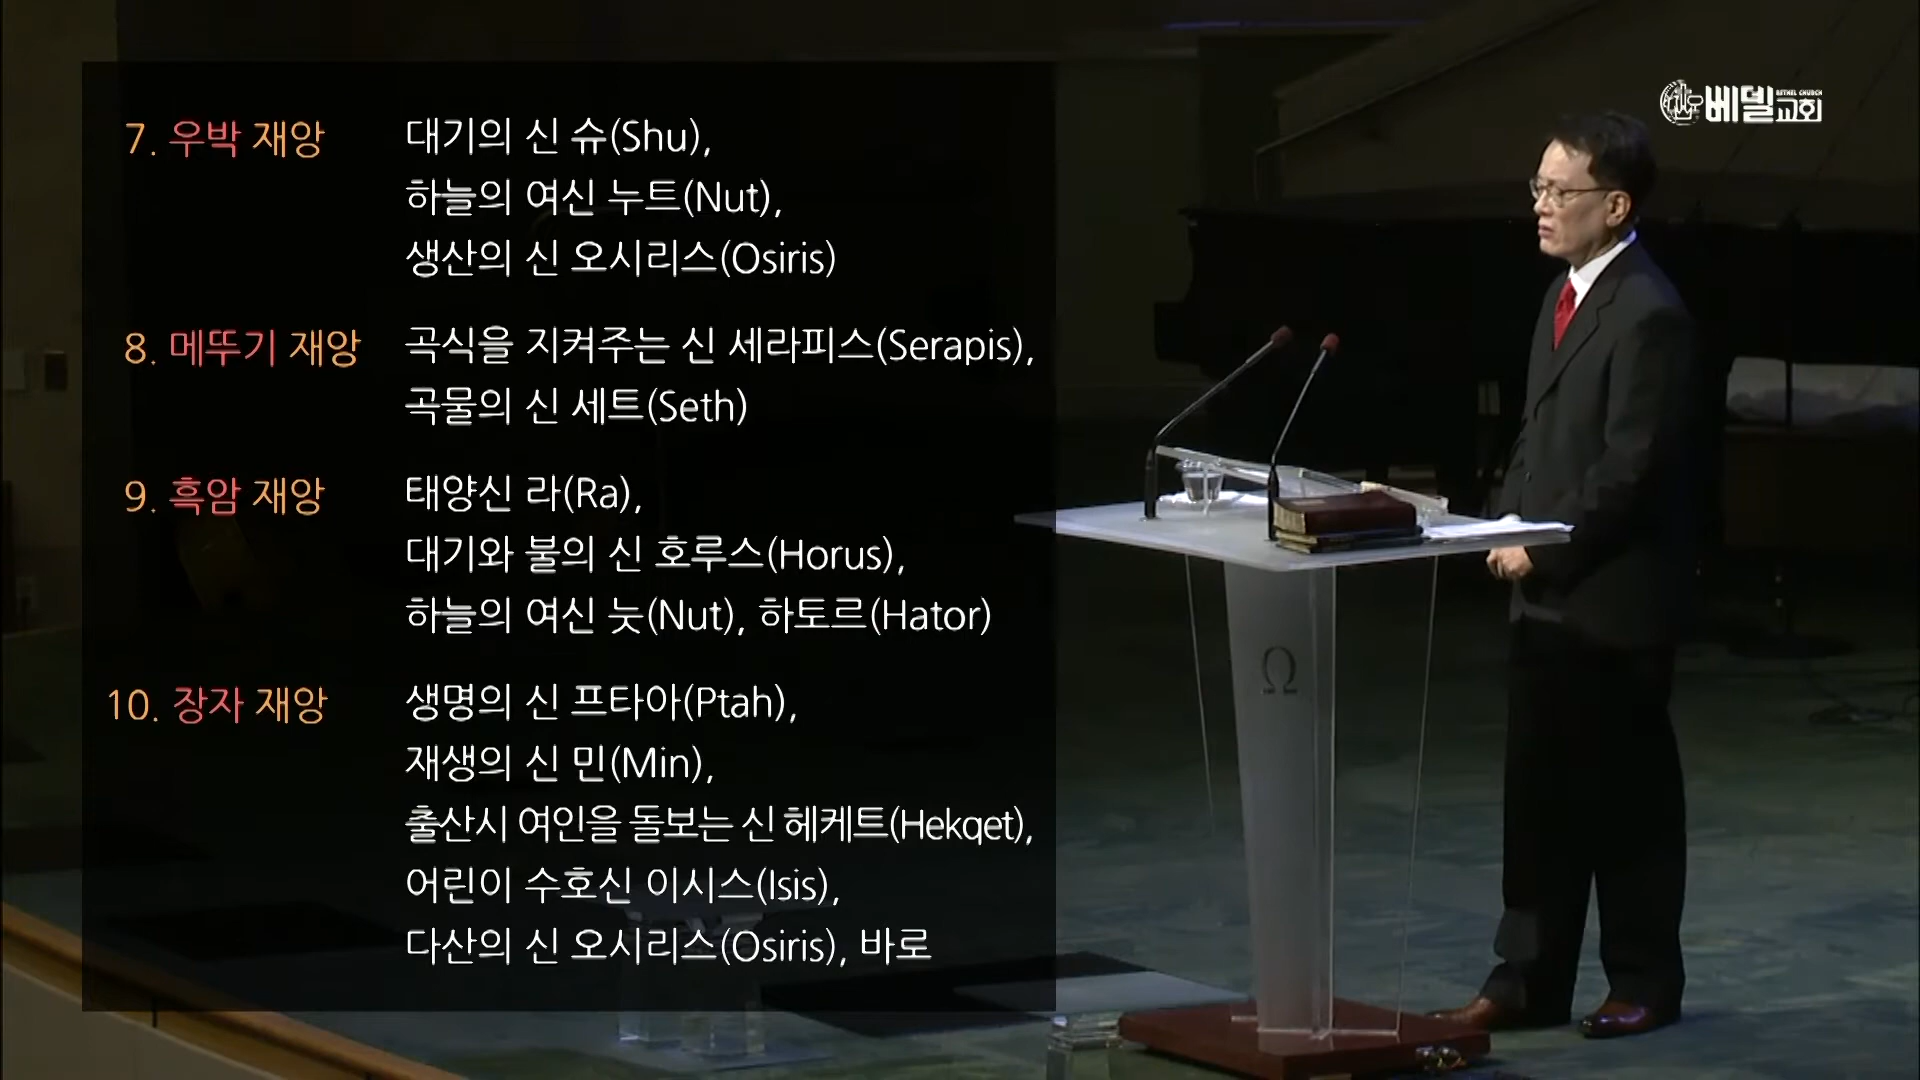 베델교회
BETHEL CHURCH
7. 우박 재앙 대기의 신 슈(Shu),
하늘의 여신 누트(Nut),
생산의 신 오시리스(Osiris)
8. 메뚜기 재앙 곡식을 지켜주는 신 세라피스(Serapis),
곡물의 신 세트(Seth)
9. 흑암 재앙 태양신 라(Ra),
대기와 불의 신 호루스(Horus),
하늘의 여신 눗(Nut), 하토르(Hator)
10. 장자 재앙 생명의 신 프타아(Ptah),
재생의 신 민(Min),
출산시 여인을 돌보는 신 헤케트(Hekqet),
어린이 수호신 이시스(Isis),
다산의 신 오시리스(Osiris), 바로
Ω